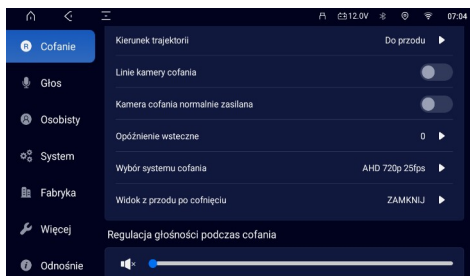 12.0V 07:04
Cofanie
Głos
Osobisty
System
Fabryka
Więcej
Odnośnie
Kierunek trajektorii Do przodu
Linie kamery cofania
Kamera cofania normalnie zasilana
Opóźnienie wsteczne 0
Wybór systemu cofania AHD 720p 25fps
Widok z przodu po cofnięciu ZAMKNIJ
Regulacja głośności podczas cofania